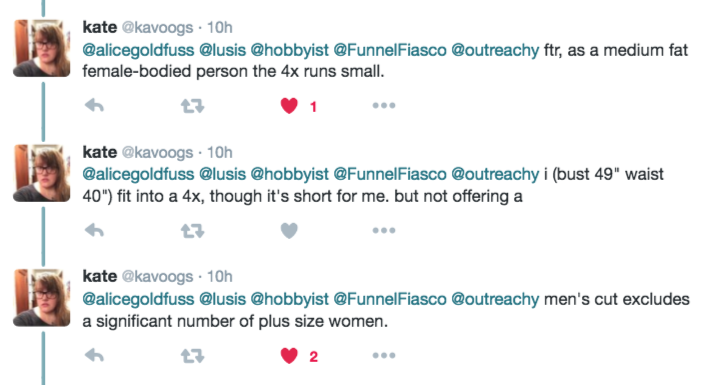 kate @kavoogs · 10h
@alicegoldfuss @lusis @hobbyist @FunnelFiasco @outreachy ftr, as a medium fat
female-bodied person the 4x runs small.
1
kate @kavoogs · 10h
@alicegoldfuss @lusis @hobbyist @FunnelFiasco @outreachy i (bust 49" waist
40") fit into a 4x, though it's short for me. but not offering a
kate @kavoogs · 10h
@alicegoldfuss @lusis @hobbyist @FunnelFiasco @outreachy men's cut excludes
a significant number of plus size women.
2